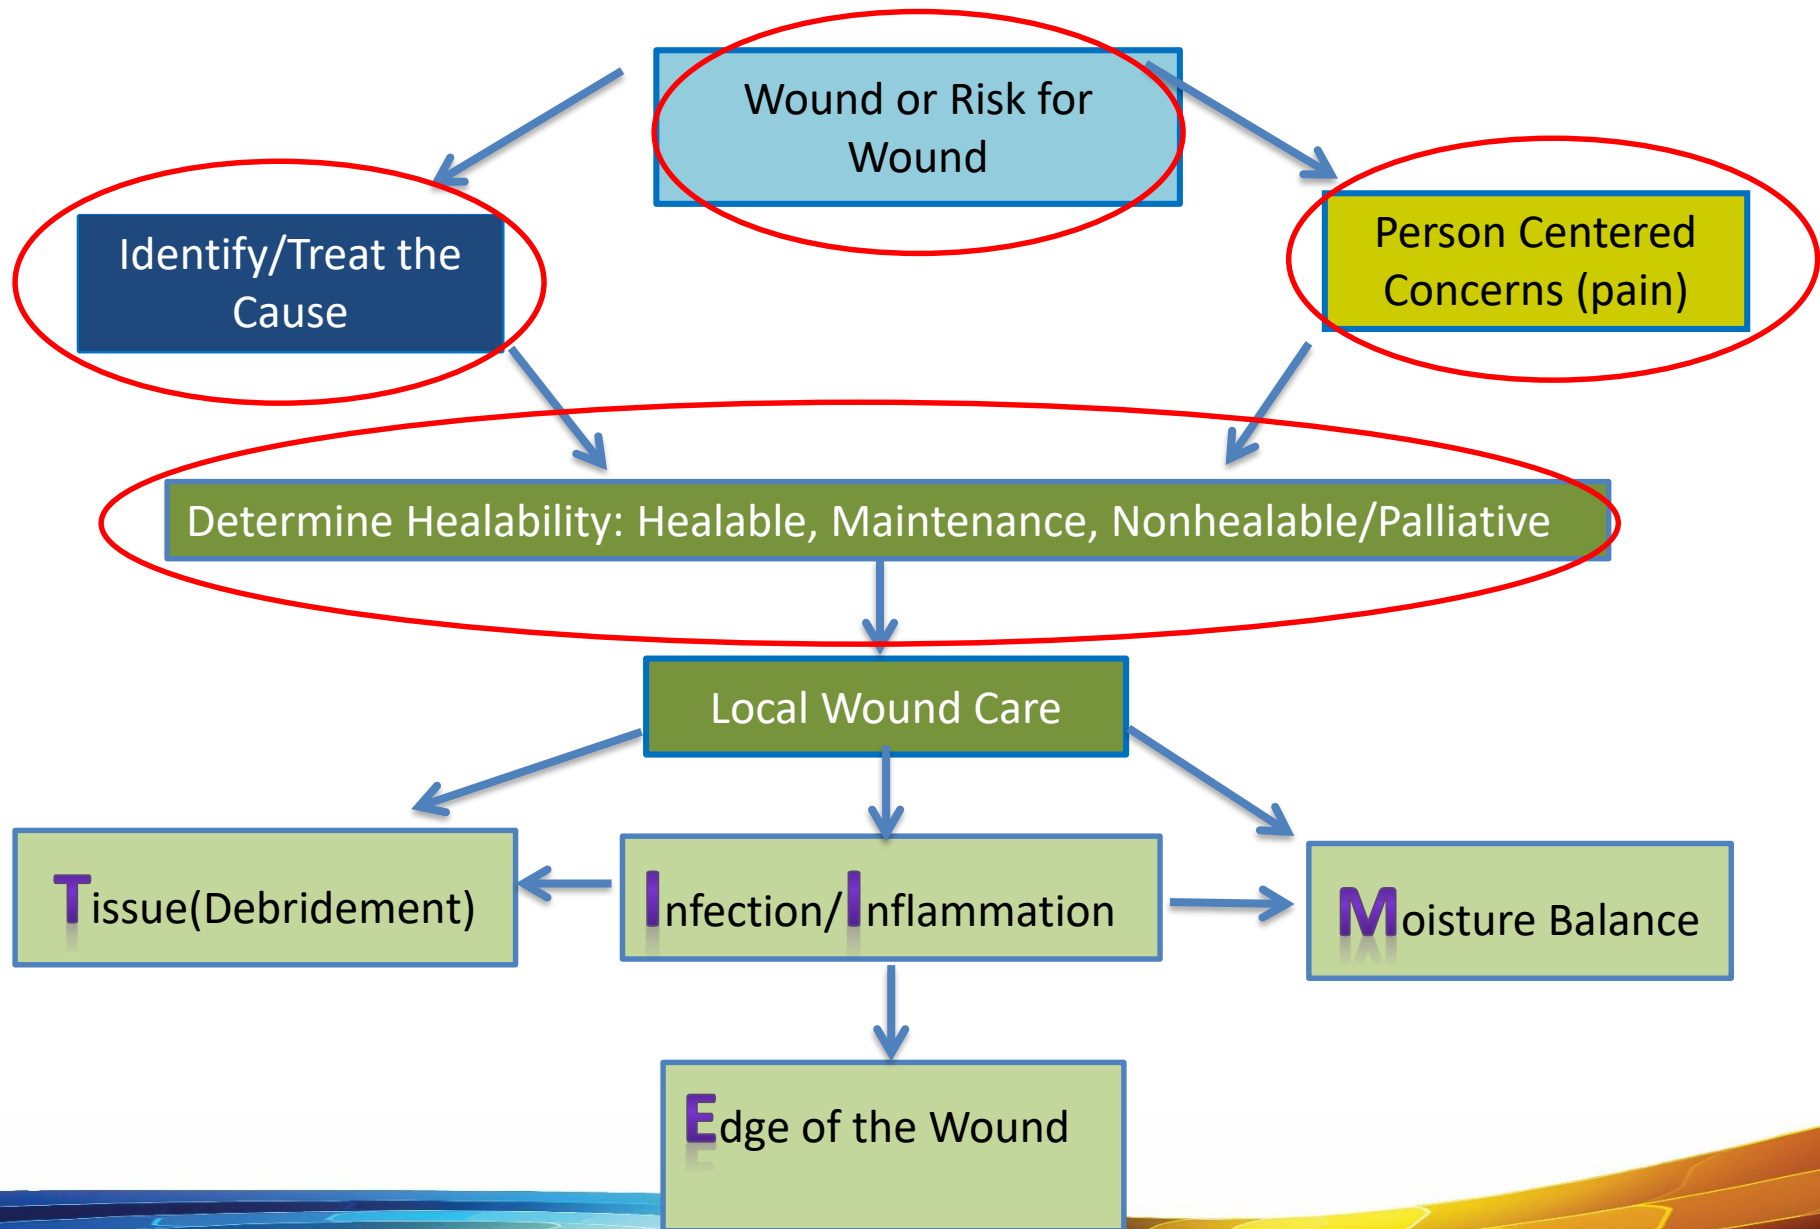 Wound or Risk for
Wound
Identify/Treat the
Cause
Person Centered
Concerns (pain)
Determine Healability: Healable, Maintenance, Nonhealable/Palliative
Local Wound Care
Tissue(Debridement)
Infection/Inflammation
Moisture Balance
Edge of the Wound